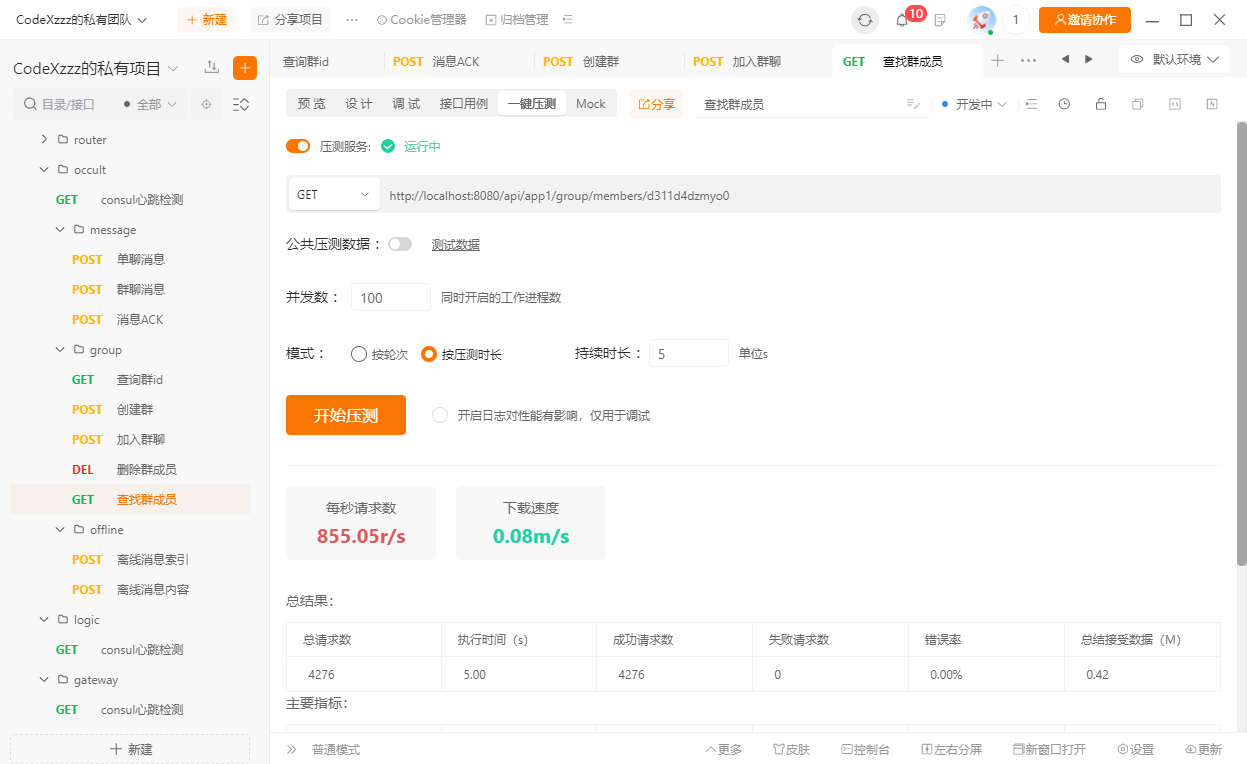 CodeXzzz的私有团队 新建 分享项目 ··· Cookie管理器 归档管理 10 1 邀请协作
CodeXzzz的私有项目
目录/接口 全部
router
occult
GET consul心跳检测
message
POST 单聊消息
POST 群聊消息
POST 消息ACK
group
GET 查询群id
POST 创建群
POST 加入群聊
DEL 删除群成员
GET 查找群成员
offline
POST 离线消息索引
POST 离线消息内容
logic
GET consul心跳检测
gateway
GET consul心跳检测
新建
查询群id POST 消息ACK POST 创建群 POST 加入群聊 GET 查找群成员 默认环境
预览 设计 调试 接口用例 一键压测 Mock 分享 查找群成员 开发中
压测服务: 运行中
GET http://localhost:8080/api/app1/group/members/d311d4dzmyo0
公共压测数据： 测试数据
并发数： 100 同时开启的工作进程数
模式： 按轮次 按压测时长 持续时长： 5 单位s
开始压测 开启日志对性能有影响，仅用于调试
每秒请求数 下载速度
855.05r/s 0.08m/s
总结果：
总请求数 执行时间（s） 成功请求数 失败请求数 错误率 总结接受数据（M）
4276 5.00 4276 0 0.00% 0.42
主要指标：
普通模式 更多 皮肤 控制台 左右分屏 新窗口打开 设置 更新